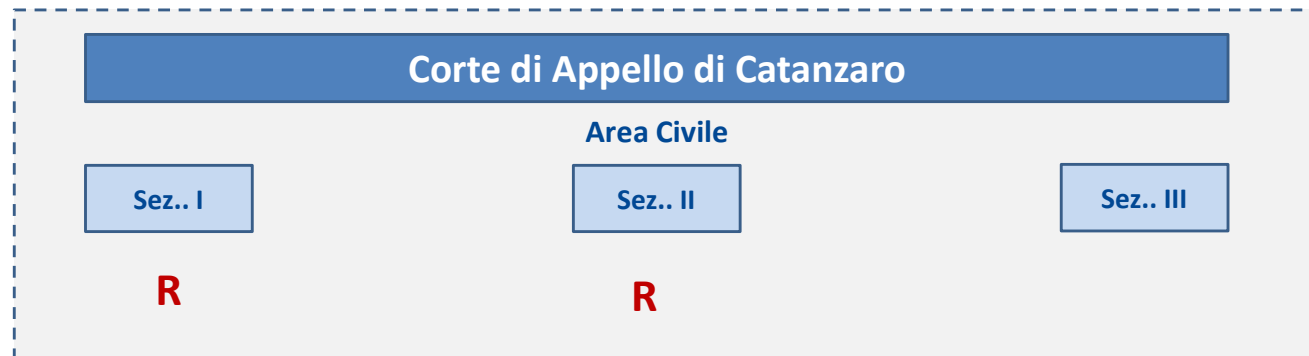 Corte di Appello di Catanzaro
Area Civile
Sez.. I
Sez.. II
Sez.. III
R
R